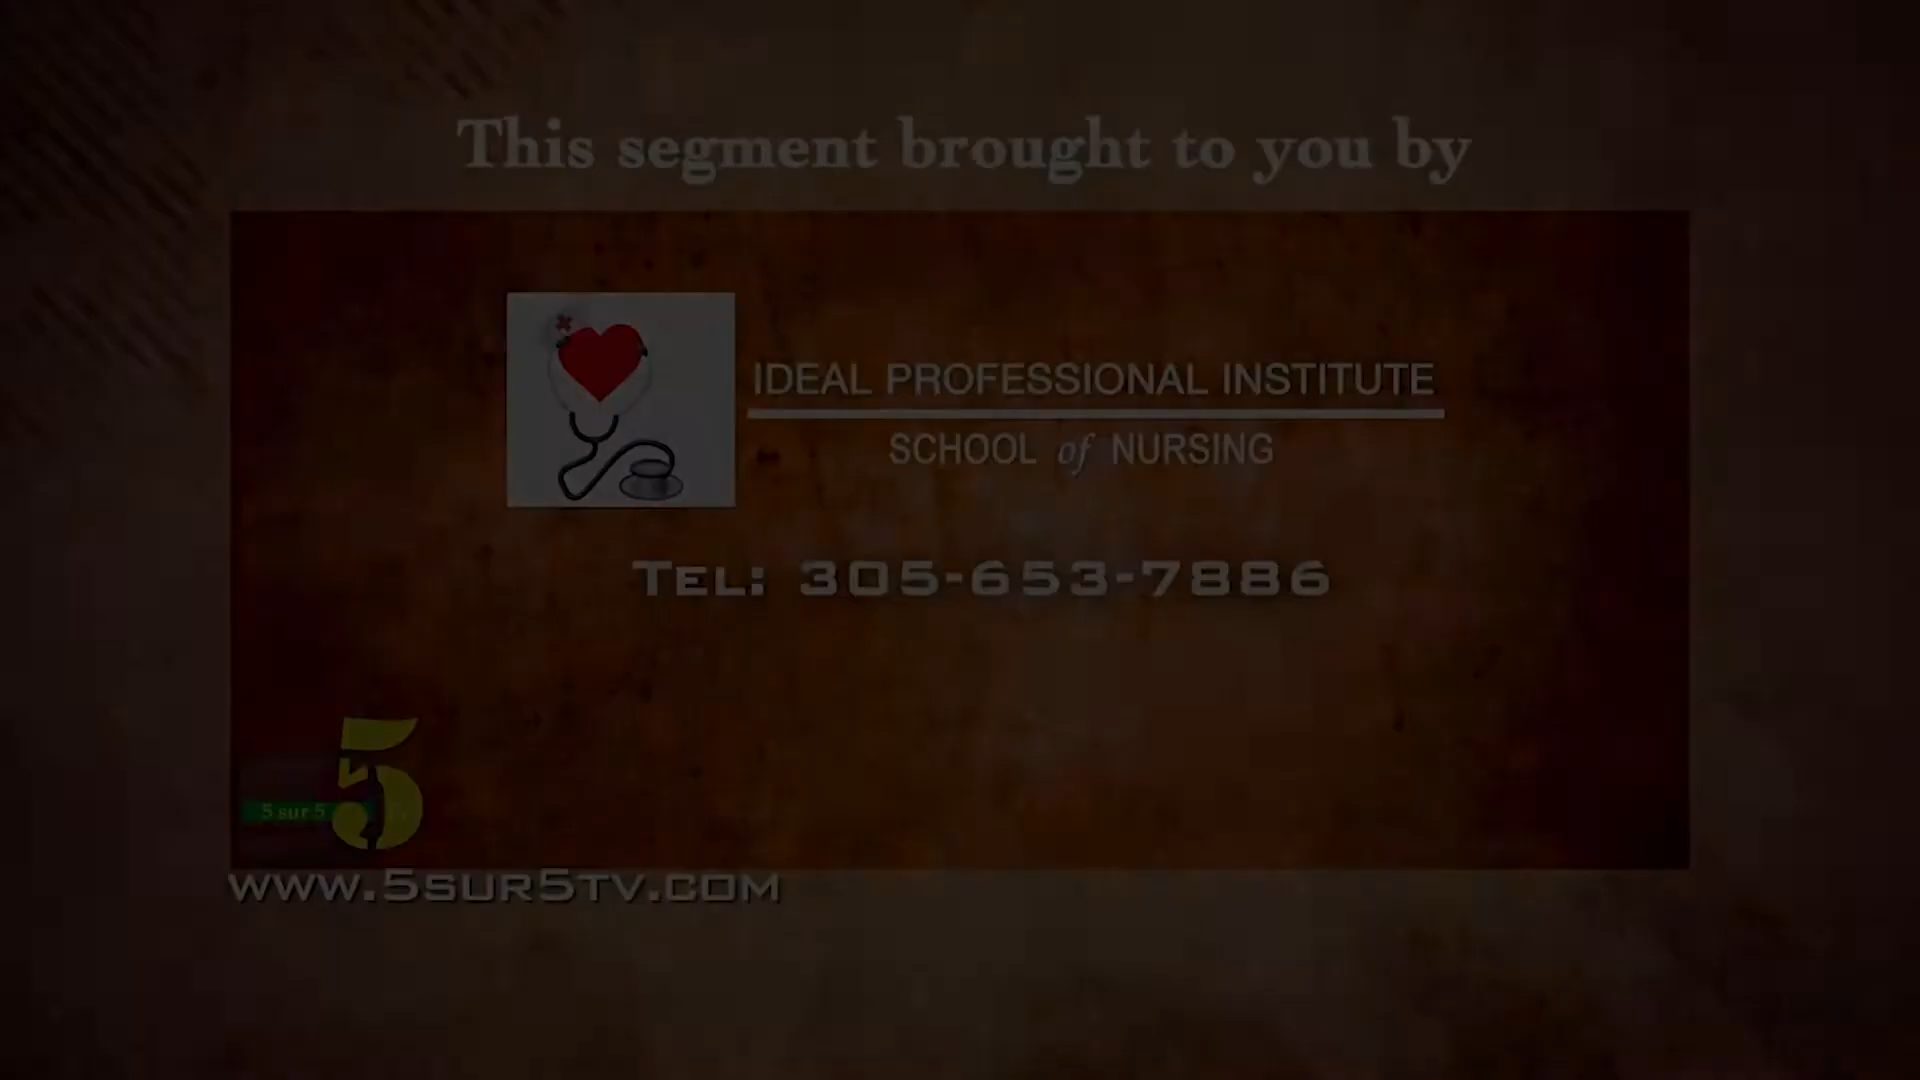 This segment brought to you by
IDEAL PROFESSIONAL INSTITUTE
SCHOOL of NURSING
TEL: 305-653-7886
5 sur 5
5
WWW.5SUR5TV.COM